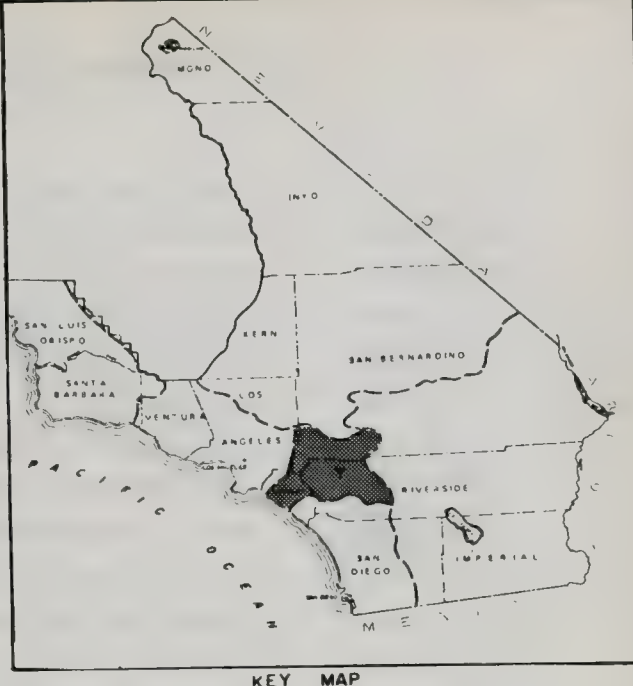 MONO
NEVADA
INYO
KERN
SAN LUIS
OBISPO
SAN BERNARDINO
SANTA
BARBARA
VENTURA
LOS
ANGELES
RIVERSIDE
PACIFIC OCEAN
SAN
DIEGO
IMPERIAL
KEY MAP